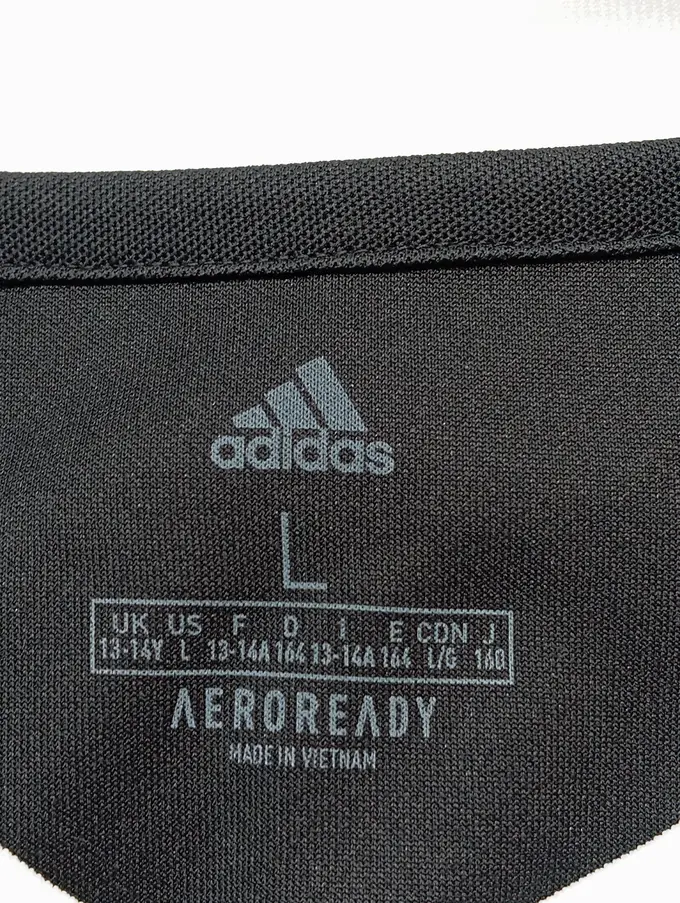 adidas
L
UK US F D I E CDN J
13-14Y L 13-14A 164 13-14A 164 L/G 160
AEROREADY
MADE IN VIETNAM